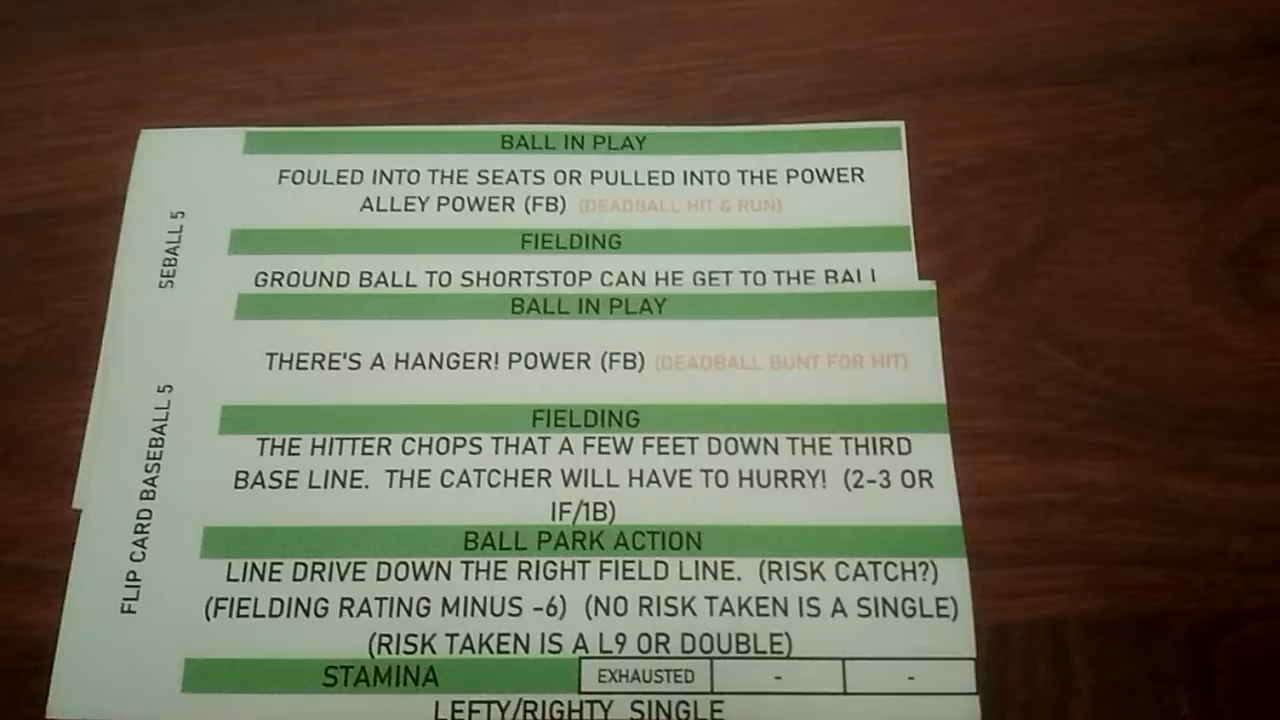 BALL IN PLAY
FOULED INTO THE SEATS OR PULLED INTO THE POWER
ALLEY POWER (FB) (DEADBALL HIT & RUN)
FIELDING
GROUND BALL TO SHORTSTOP CAN HE GET TO THE BALL
SEBALL 5
BALL IN PLAY
THERE'S A HANGER! POWER (FB) (DEADBALL BUNT FOR HIT)
FIELDING
THE HITTER CHOPS THAT A FEW FEET DOWN THE THIRD
BASE LINE. THE CATCHER WILL HAVE TO HURRY! (2-3 OR
IF/1B)
BALL PARK ACTION
LINE DRIVE DOWN THE RIGHT FIELD LINE. (RISK CATCH?)
(FIELDING RATING MINUS -6) (NO RISK TAKEN IS A SINGLE)
(RISK TAKEN IS A L9 OR DOUBLE)
STAMINA EXHAUSTED - -
LEFTY/RIGHTY SINGLE
FLIP CARD BASEBALL 5